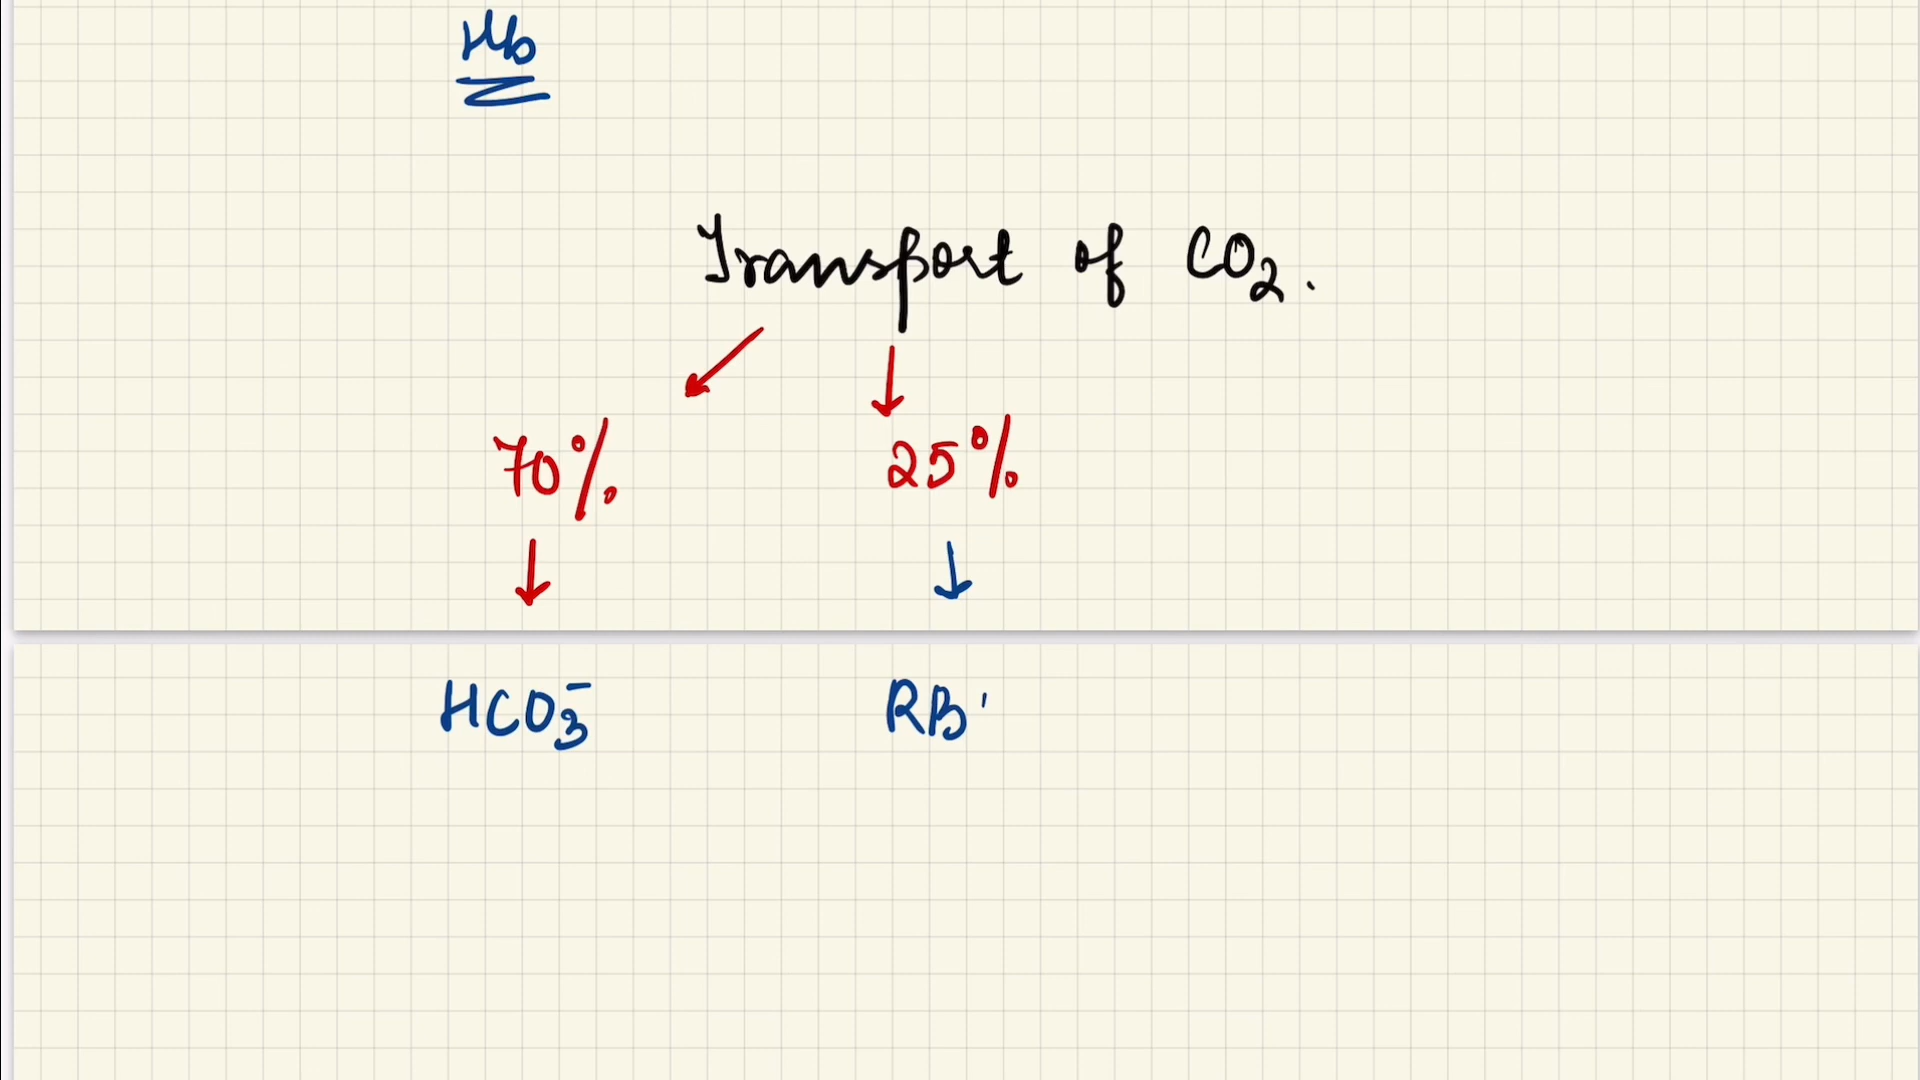 Hb
Transport of CO₂.
70% 25%
HCO₃⁻ RB